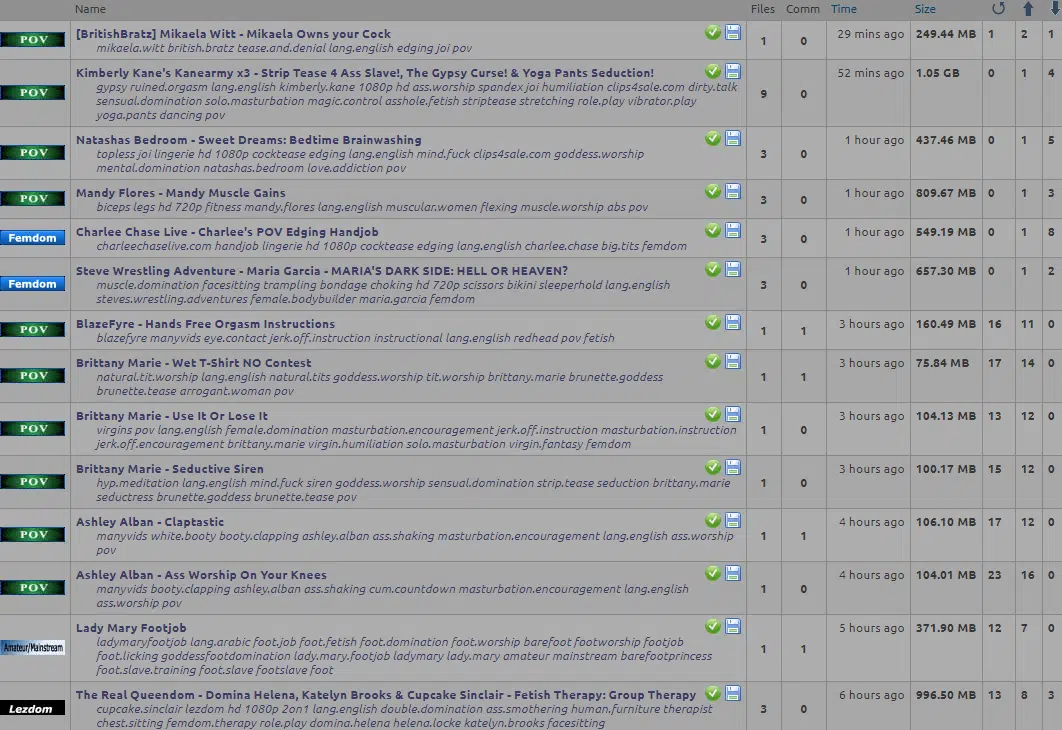 Name Files Comm Time Size
POV [BritishBratz] Mikaela Witt - Mikaela Owns your Cock 1 0 29 mins ago 249.44 MB 1 2 1
mikaela.witt british.bratz tease.and.denial lang.english edging joi pov
Kimberly Kane's Kanearmy x3 - Strip Tease 4 Ass Slave!, The Gypsy Curse! & Yoga Pants Seduction! 52 mins ago 1.05 GB 0 1 4
POV gypsy ruined.orgasm lang.english kimberly.kane 1080p hd ass.worship spandex joi humiliation clips4sale.com dirty.talk 9 0
sensual.domination solo.masturbation magic.control asshole.fetish striptease stretching role.play vibrator.play
yoga.pants dancing pov
Natashas Bedroom - Sweet Dreams: Bedtime Brainwashing 1 hour ago 437.46 MB 0 1 5
POV topless joi lingerie hd 1080p cocktease edging lang.english mind.fuck clips4sale.com goddess.worship 3 0
mental.domination natashas.bedroom love.addiction pov
POV Mandy Flores - Mandy Muscle Gains 3 0 1 hour ago 809.67 MB 0 1 3
biceps legs hd 720p fitness mandy.flores lang.english muscular.women flexing muscle.worship abs pov
Femdom Charlee Chase Live - Charlee's POV Edging Handjob 3 0 1 hour ago 549.19 MB 0 1 8
charleechaselive.com handjob lingerie hd 1080p cocktease edging lang.english charlee.chase big.tits femdom
Steve Wrestling Adventure - Maria Garcia - MARIA'S DARK SIDE: HELL OR HEAVEN? 1 hour ago 657.30 MB 0 1 2
Femdom muscle.domination facesitting trampling bondage choking hd 720p scissors bikini sleeperhold lang.english 3 0
steves.wrestling.adventures female.bodybuilder maria.garcia femdom
POV BlazeFyre - Hands Free Orgasm Instructions 1 1 3 hours ago 160.49 MB 16 11 0
blazefyre manyvids eye.contact jerk.off.instruction instructional lang.english redhead pov fetish
Brittany Marie - Wet T-Shirt NO Contest 3 hours ago 75.84 MB 17 14 0
POV natural.tit.worship lang.english natural.tits goddess.worship tit.worship brittany.marie brunette.goddess 1 1
brunette.tease arrogant.woman pov
Brittany Marie - Use It Or Lose It 3 hours ago 104.13 MB 13 12 0
POV virgins pov lang.english female.domination masturbation.encouragement jerk.off.instruction masturbation.instruction 1 0
jerk.off.encouragement brittany.marie virgin.humiliation solo.masturbation virgin.fantasy femdom
Brittany Marie - Seductive Siren 3 hours ago 100.17 MB 15 12 0
POV hyp.meditation lang.english mind.fuck siren goddess.worship sensual.domination strip.tease seduction brittany.marie 1 0
seductress brunette.goddess brunette.tease pov
Ashley Alban - Claptastic 4 hours ago 106.10 MB 17 12 0
POV manyvids white.booty booty.clapping ashley.alban ass.shaking masturbation.encouragement lang.english ass.worship 1 1
pov
Ashley Alban - Ass Worship On Your Knees 4 hours ago 104.01 MB 23 16 0
POV manyvids booty.clapping ashley.alban ass.shaking cum.countdown masturbation.encouragement lang.english 1 0
ass.worship pov
Lady Mary Footjob 5 hours ago 371.90 MB 12 7 0
Amateur/Mainstream ladymaryfootjob lang.arabic foot.job foot.fetish foot.domination foot.worship barefoot footworship footjob 1 1
foot.licking goddessfootdomination lady.mary.footjob ladymary lady.mary amateur mainstream barefootprincess
foot.slave.training foot.slave footslave foot
The Real Queendom - Domina Helena, Katelyn Brooks & Cupcake Sinclair - Fetish Therapy: Group Therapy 6 hours ago 996.50 MB 13 8 3
Lezdom cupcake.sinclair lezdom hd 1080p 2on1 lang.english double.domination ass.smothering human.furniture therapist 3 0
chest.sitting femdom.therapy role.play domina.helena helena.locke katelyn.brooks facesitting